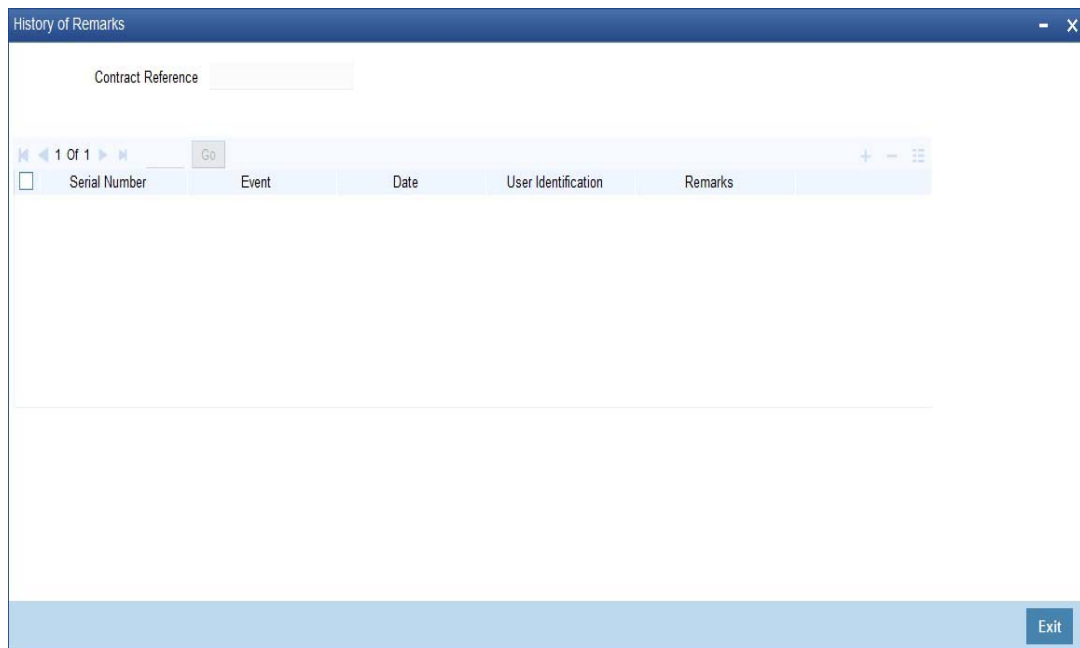 History of Remarks
Contract Reference
1 Of 1 Go
Serial Number Event Date User Identification Remarks
Exit